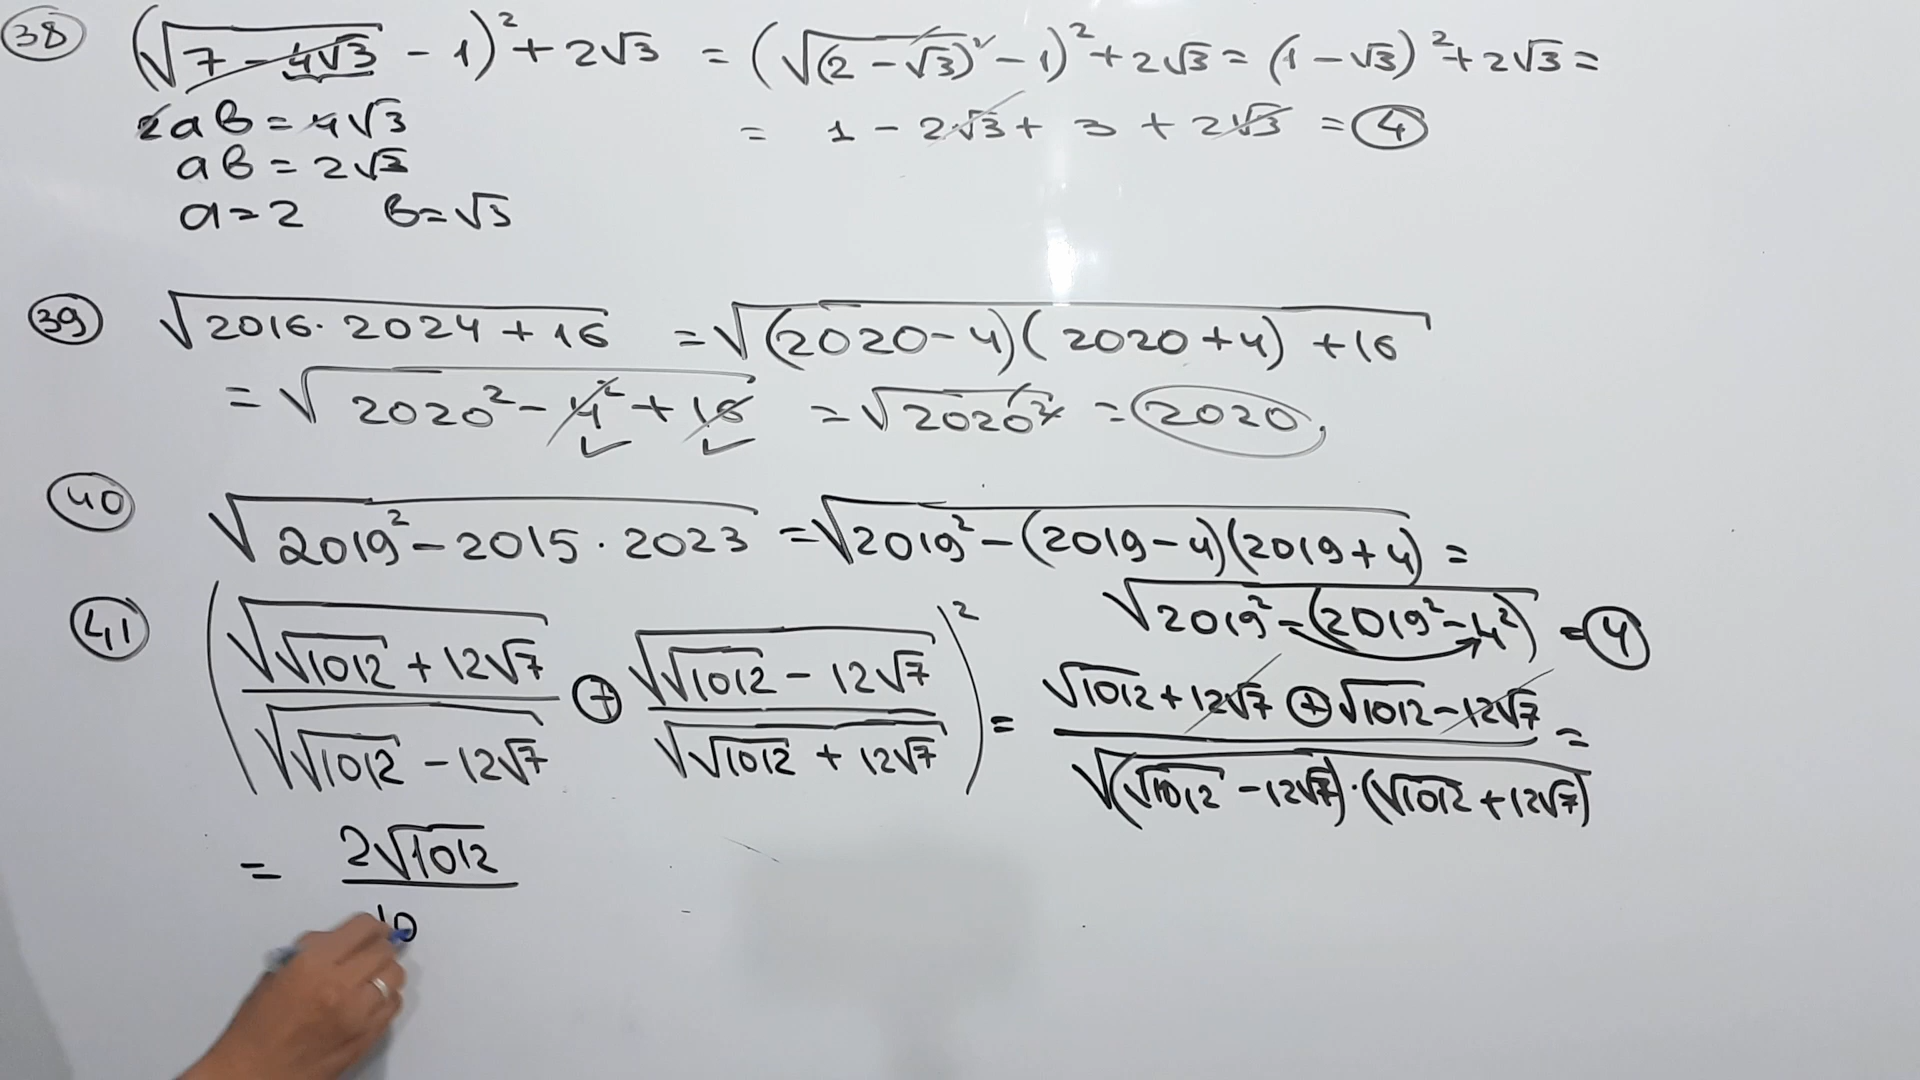 38 (√(7 - 4√3) - 1)² + 2√3 = (√(2 - √3)² - 1)² + 2√3 = (1 - √3)² + 2√3 =
2ab = 4√3
= 1 - 2√3 + 3 + 2√3 = 4
ab = 2√3
a = 2 b = √3
39 √(2016 · 2024 + 16) = √((2020 - 4)(2020 + 4) + 16)
= √(2020² - 4² + 16) = √2020² = 2020
40 √(2019² - 2015 · 2023) = √(2019² - (2019 - 4)(2019 + 4)) =
√(2019² - (2019² - 4²)) = 4
41 (√(√1012 + 12√7) / √(√1012 - 12√7) + √(√1012 - 12√7) / √(√1012 + 12√7))² = (√1012 + 12√7 + √1012 - 12√7) / √((√1012 - 12√7) · (√1012 + 12√7)) =
= 2√1012 / 10